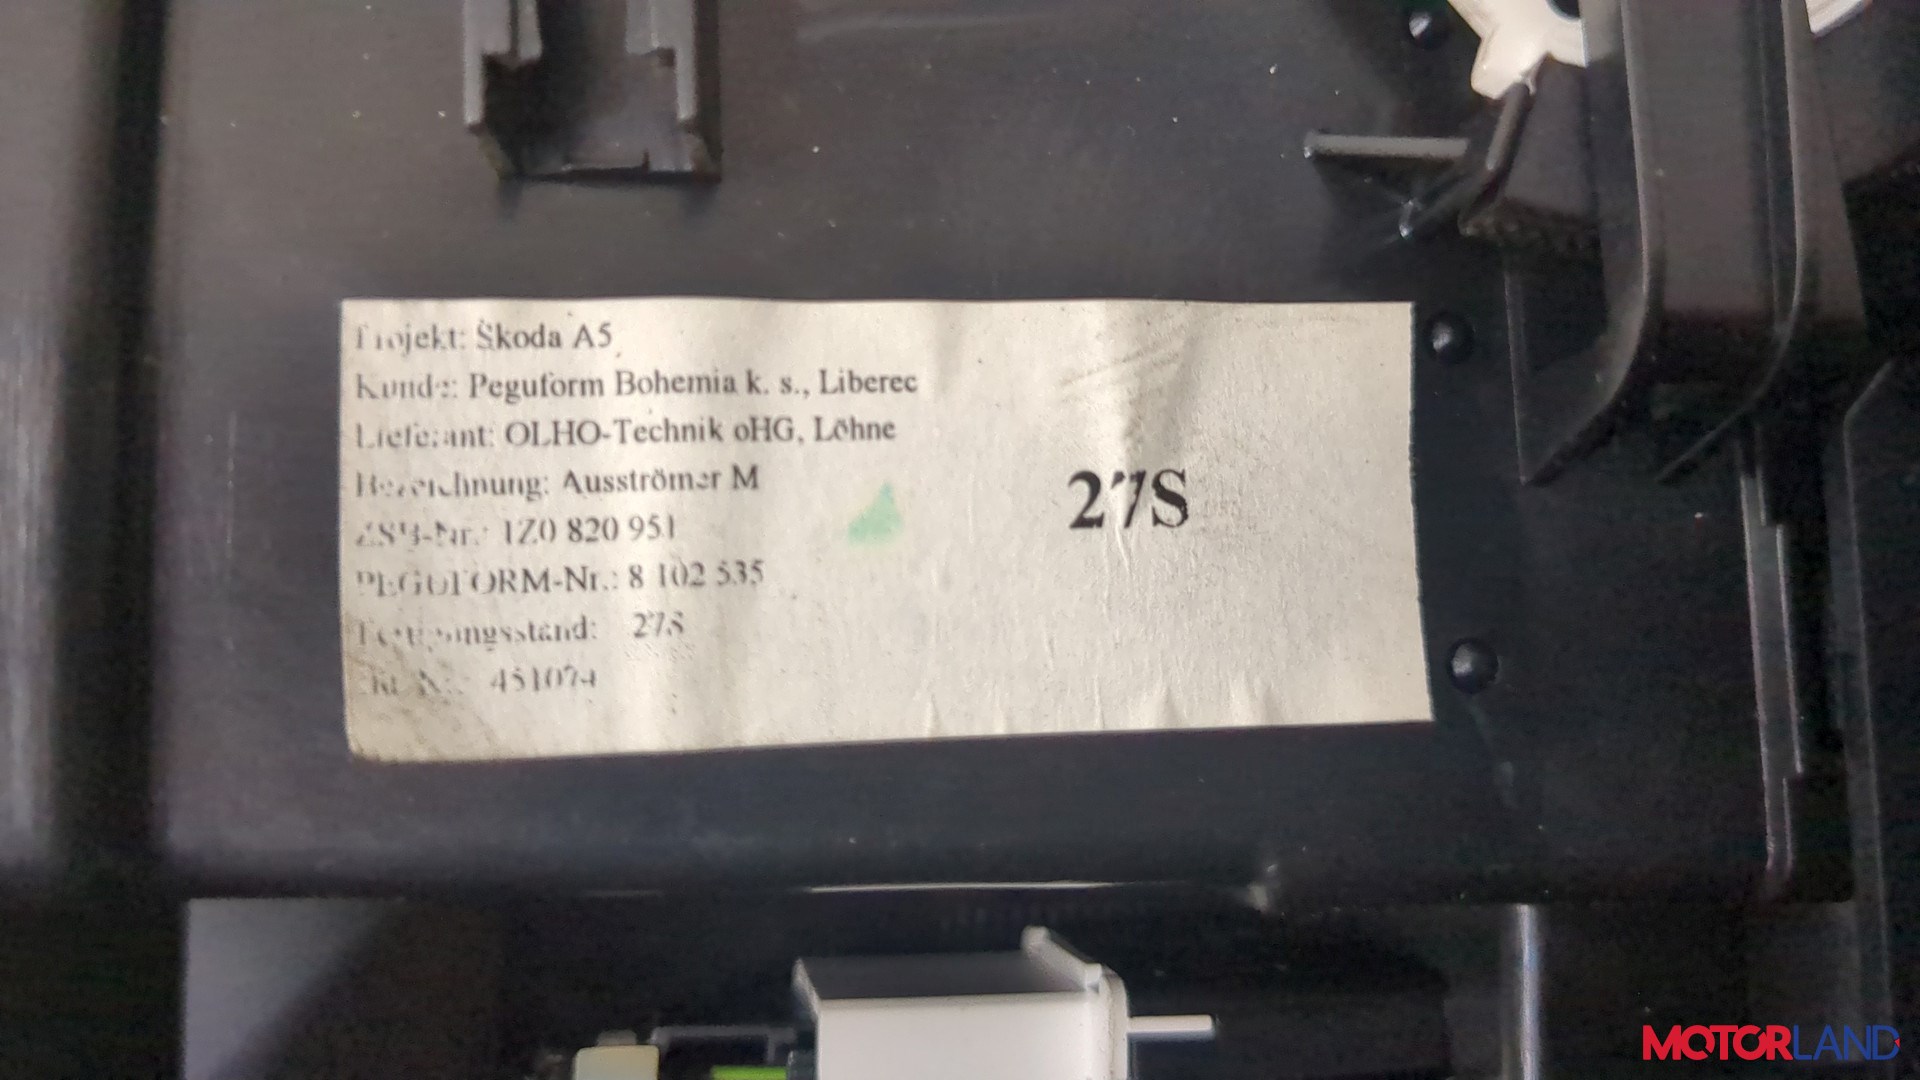 Projekt: Škoda A5
Kunde: Peguform Bohemia k. s., Liberec
Lieferant: OLHO-Technik oHG, Löhne
Bezeichnung: Ausströmer M
27S
ZSB-Nr.: 1Z0 820 951
PEGUFORM-Nr.: 8 102 535
Fertigungsstand: 27S
451074
MOTORLAND